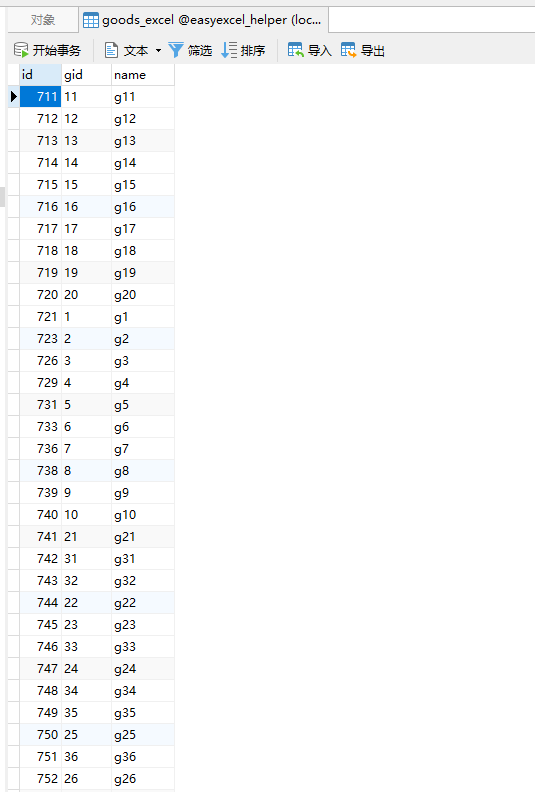 对象 goods_excel @easyexcel_helper (loc...
开始事务 文本 筛选 排序 导入 导出
id gid name
711 11 g11
712 12 g12
713 13 g13
714 14 g14
715 15 g15
716 16 g16
717 17 g17
718 18 g18
719 19 g19
720 20 g20
721 1 g1
723 2 g2
726 3 g3
729 4 g4
731 5 g5
733 6 g6
736 7 g7
738 8 g8
739 9 g9
740 10 g10
741 21 g21
742 31 g31
743 32 g32
744 22 g22
745 23 g23
746 33 g33
747 24 g24
748 34 g34
749 35 g35
750 25 g25
751 36 g36
752 26 g26